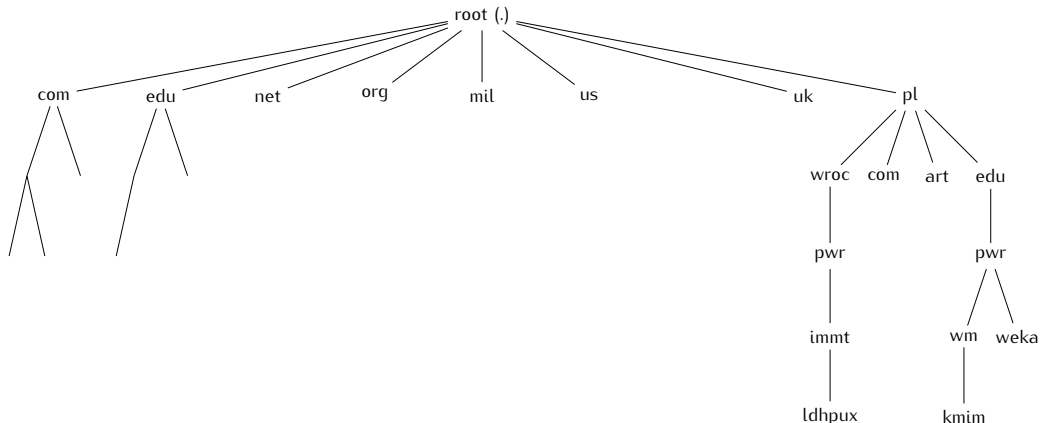 root (.)
com edu net org mil us uk pl
wroc com art edu
pwr pwr
immt wm weka
ldhpux kmim